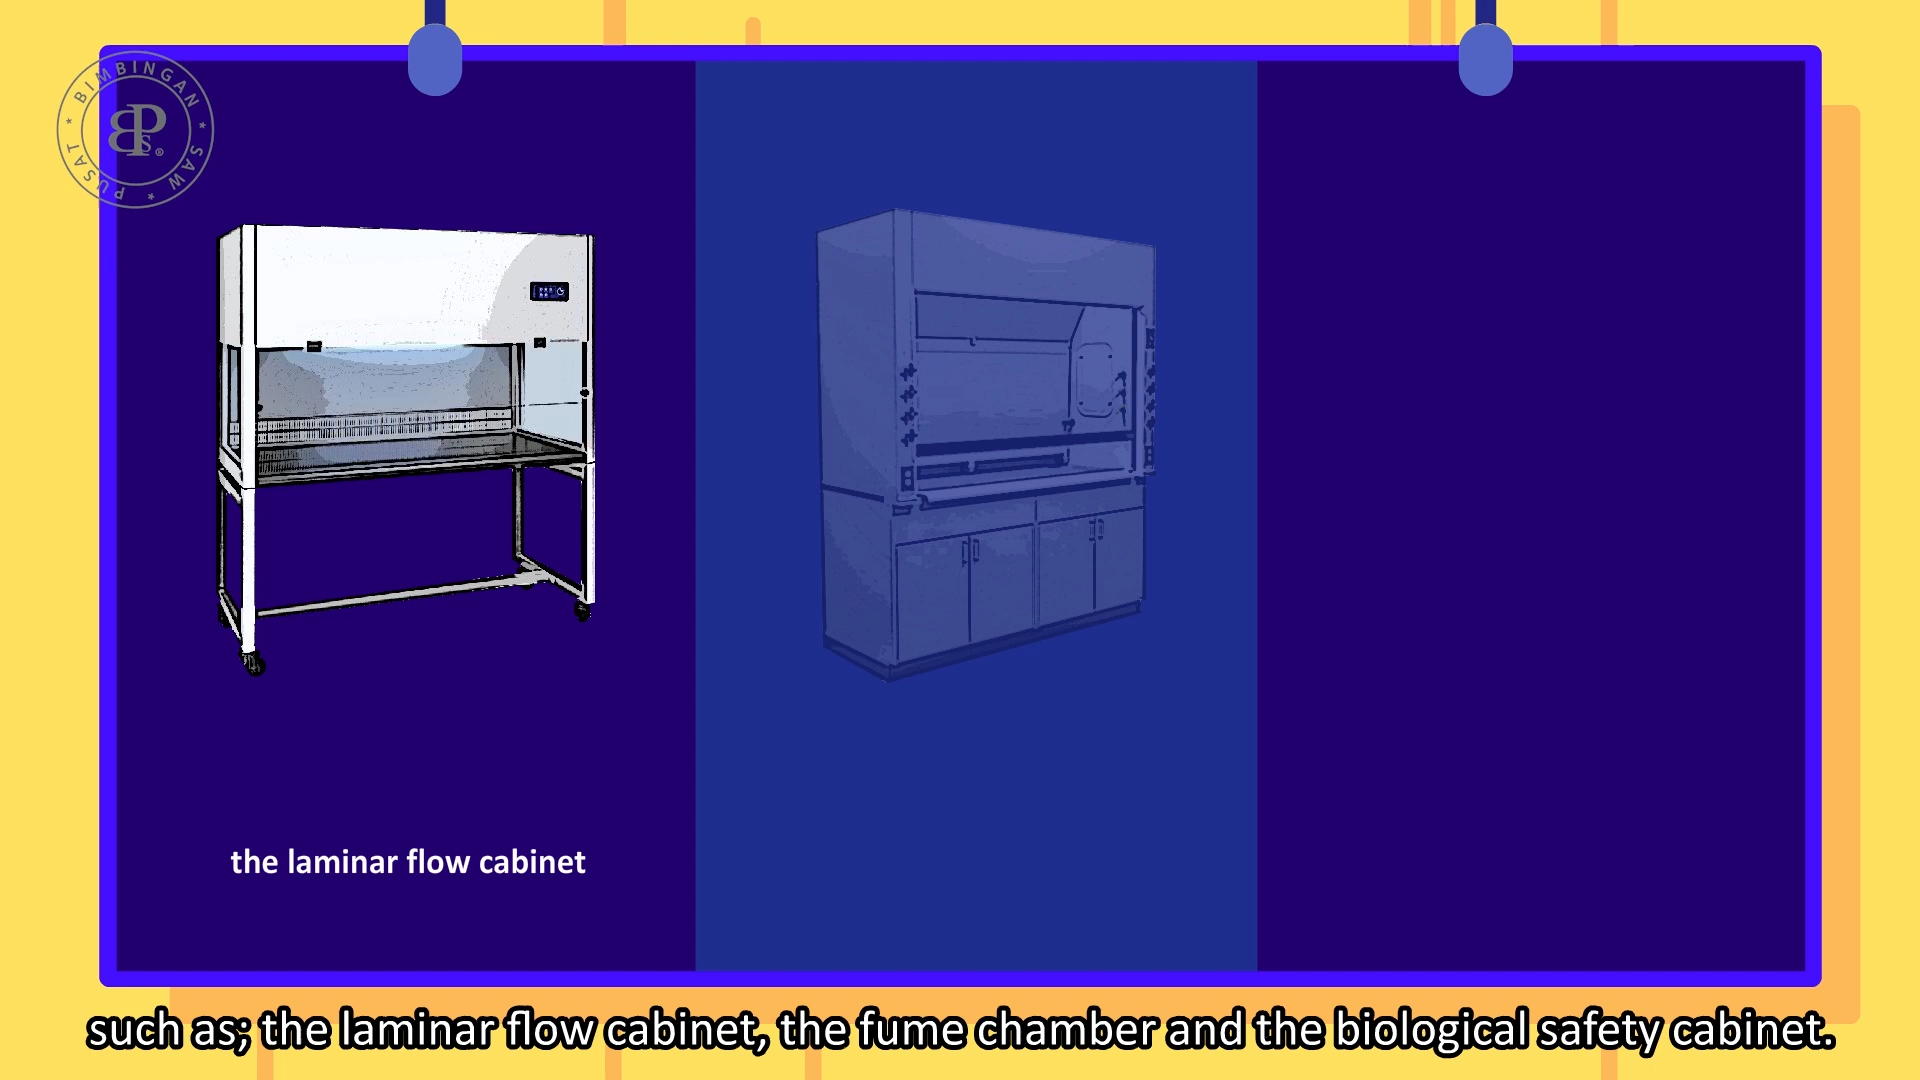 * BIMBINGAN * SAW * PUSAT
BPS®
the laminar flow cabinet
such as; the laminar flow cabinet, the fume chamber and the biological safety cabinet.